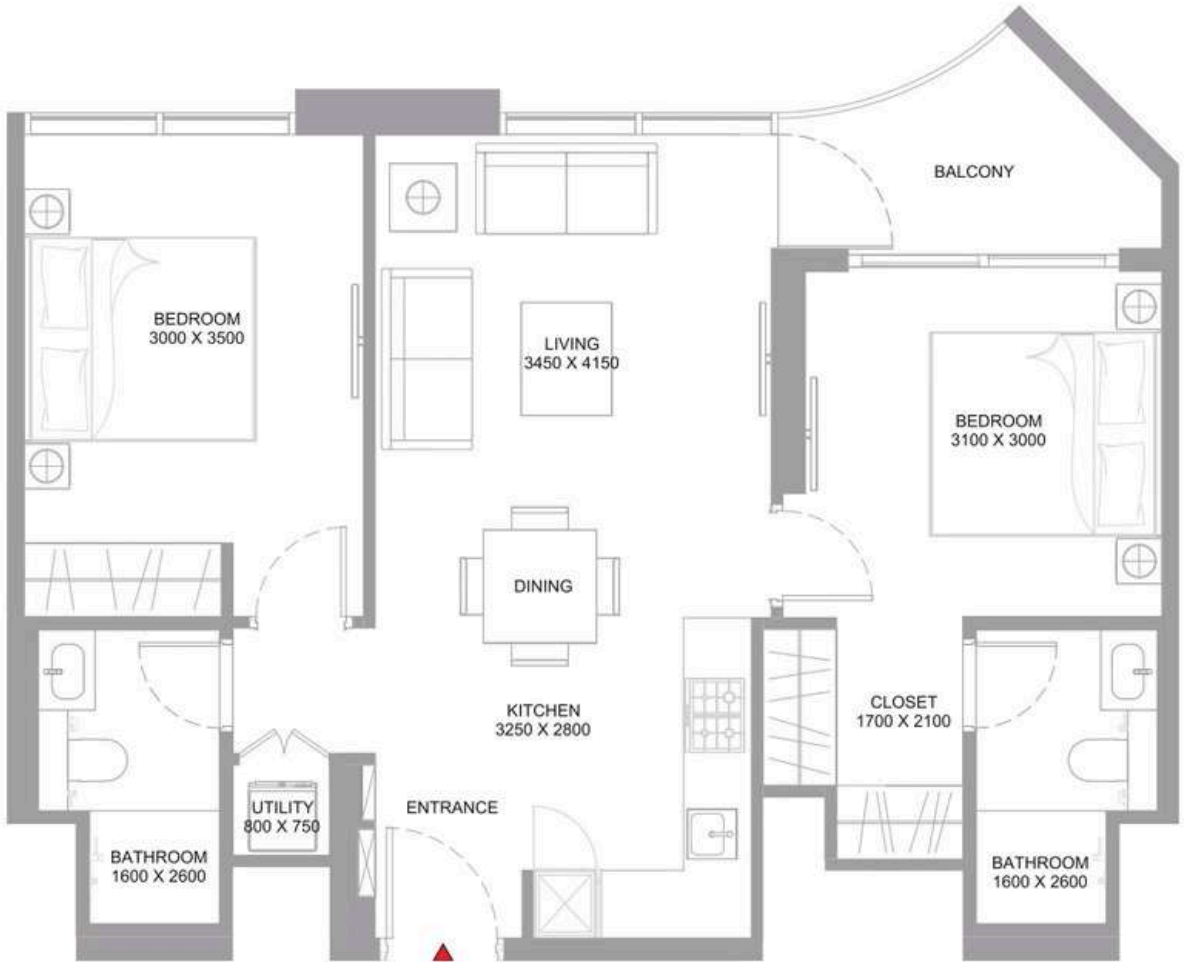 BALCONY
BEDROOM
3000 X 3500
LIVING
3450 X 4150
BEDROOM
3100 X 3000
DINING
KITCHEN
3250 X 2800
CLOSET
1700 X 2100
ENTRANCE
UTILITY
800 X 750
BATHROOM
1600 X 2600
BATHROOM
1600 X 2600